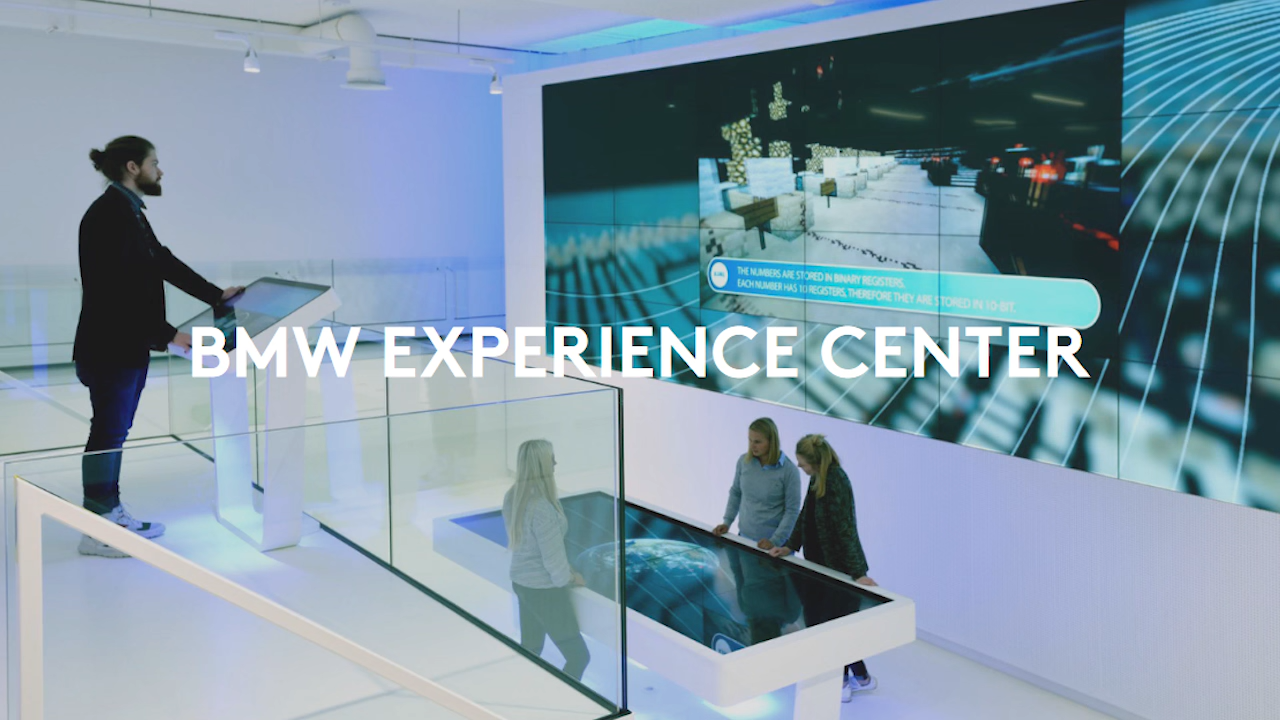 THE NUMBERS ARE STORED IN BINARY REGISTERS.
EACH NUMBER HAS 10 REGISTERS, THEREFORE THEY ARE STORED IN 10-BIT.
BMW EXPERIENCE CENTER